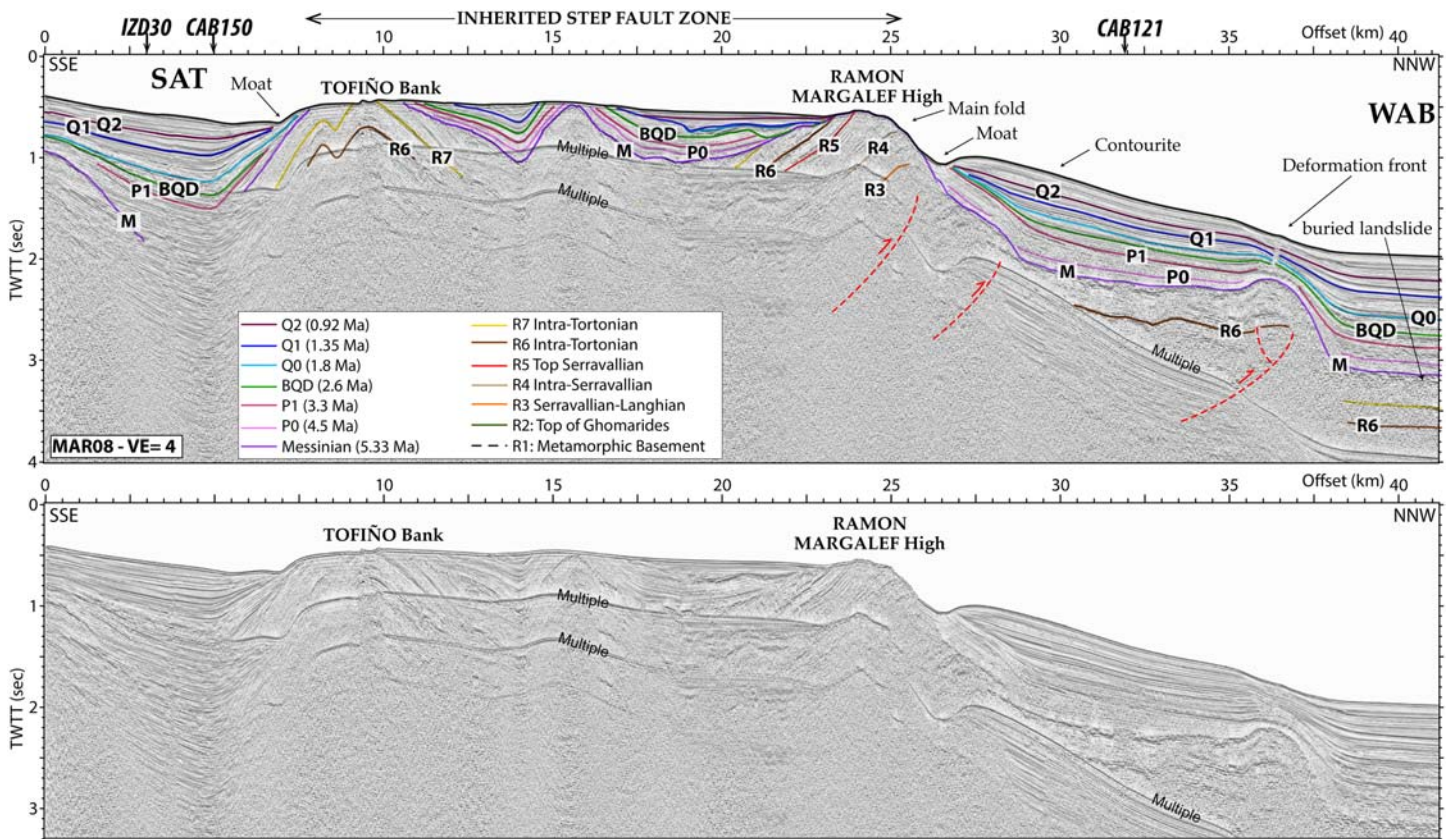 INHERITED STEP FAULT ZONE
IZD30 CAB150 CAB121
0 5 10 15 20 25 30 35 Offset (km) 40
SSE NNW
SAT
Moat
TOFIÑO Bank
RAMON
MARGALEF High
Main fold
Moat
WAB
Contourite
Deformation front
buried landslide
Q1 Q2
P1 BQD
M
R6 R7
Multiple
Multiple
BQD
M P0
R6 R5
R4
R3
Q2
Q1
P1
M P0
R6
Multiple
Q0
BQD
M
R6
TWTT (sec)
0
1
2
3
4
Q2 (0.92 Ma)
Q1 (1.35 Ma)
Q0 (1.8 Ma)
BQD (2.6 Ma)
P1 (3.3 Ma)
P0 (4.5 Ma)
Messinian (5.33 Ma)
R7 Intra-Tortonian
R6 Intra-Tortonian
R5 Top Serravallian
R4 Intra-Serravallian
R3 Serravallian-Langhian
R2: Top of Ghomarides
R1: Metamorphic Basement
MAR08 - VE= 4
0 5 10 15 20 25 30 35 Offset (km) 40
SSE NNW
TOFIÑO Bank
RAMON
MARGALEF High
Multiple
Multiple
Multiple
TWTT (sec)
0
1
2
3